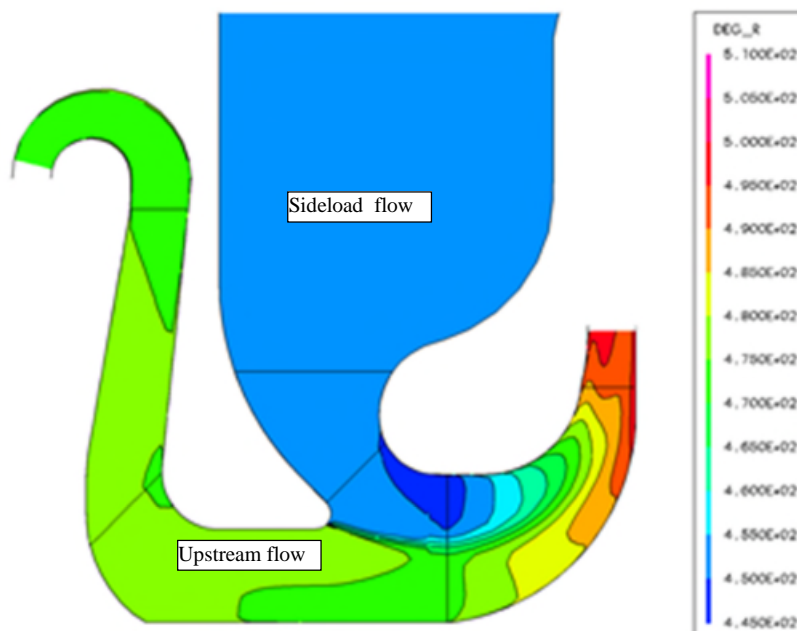 DEG_R
5.100E+02
5.050E+02
5.000E+02
4.950E+02
4.900E+02
4.850E+02
4.800E+02
4.750E+02
4.700E+02
4.650E+02
4.600E+02
4.550E+02
4.500E+02
4.450E+02
Sideload flow
Upstream flow